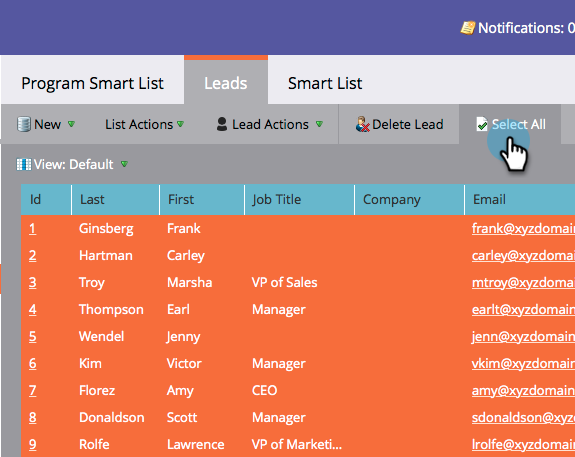 Notifications: 0
Program Smart List Leads Smart List
New List Actions Lead Actions Delete Lead Select All
View: Default
Id Last First Job Title Company Email
1 Ginsberg Frank frank@xyzdomain
2 Hartman Carley carley@xyzdomain
3 Troy Marsha VP of Sales mtroy@xyzdoma
4 Thompson Earl Manager earlt@xyzdomain
5 Wendel Jenny jenn@xyzdomain
6 Kim Victor Manager vkim@xyzdomain
7 Florez Amy CEO amy@xyzdomain
8 Donaldson Scott Manager sdonaldson@xyz
9 Rolfe Lawrence VP of Marketi... lrolfe@xyzdomain